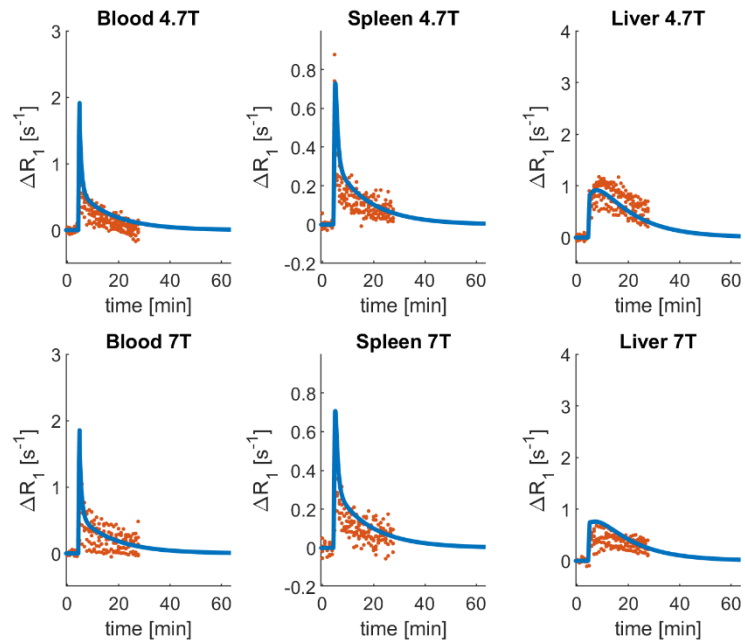 Blood 4.7T
3
2
1
0
ΔR1 [s-1]
0 20 40 60
time [min]
Spleen 4.7T
0.8
0.6
0.4
0.2
0
-0.2
ΔR1 [s-1]
0 20 40 60
time [min]
Liver 4.7T
4
3
2
1
0
ΔR1 [s-1]
0 20 40 60
time [min]
Blood 7T
3
2
1
0
ΔR1 [s-1]
0 20 40 60
time [min]
Spleen 7T
0.8
0.6
0.4
0.2
0
-0.2
ΔR1 [s-1]
0 20 40 60
time [min]
Liver 7T
4
3
2
1
0
ΔR1 [s-1]
0 20 40 60
time [min]